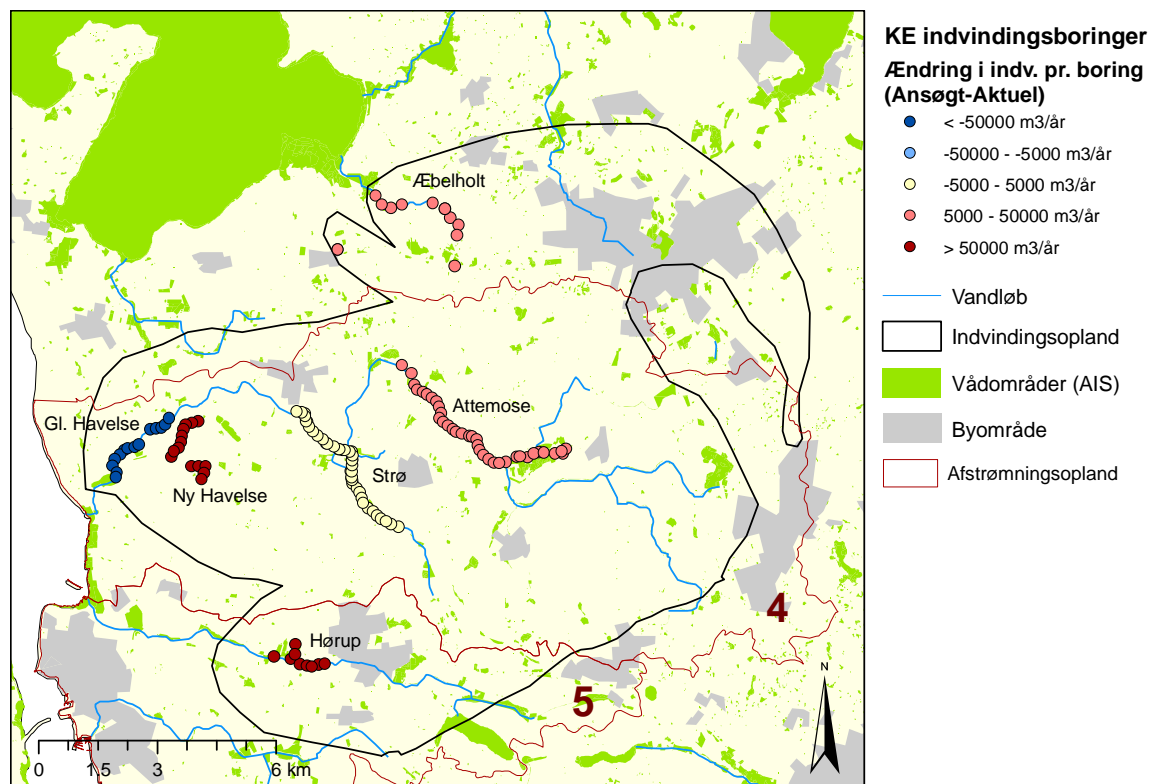 KE indvindingsboringer
Ændring i indv. pr. boring
(Ansøgt-Aktuel)
< -50000 m3/år
-50000 - -5000 m3/år
-5000 - 5000 m3/år
5000 - 50000 m3/år
> 50000 m3/år
Vandløb
Indvindingsopland
Vådområder (AIS)
Byområde
Afstrømningsopland
Æbelholt
Attemose
Gl. Havelse
Strø
Ny Havelse
4
Hørup
N
5
0 1,5 3 6 km